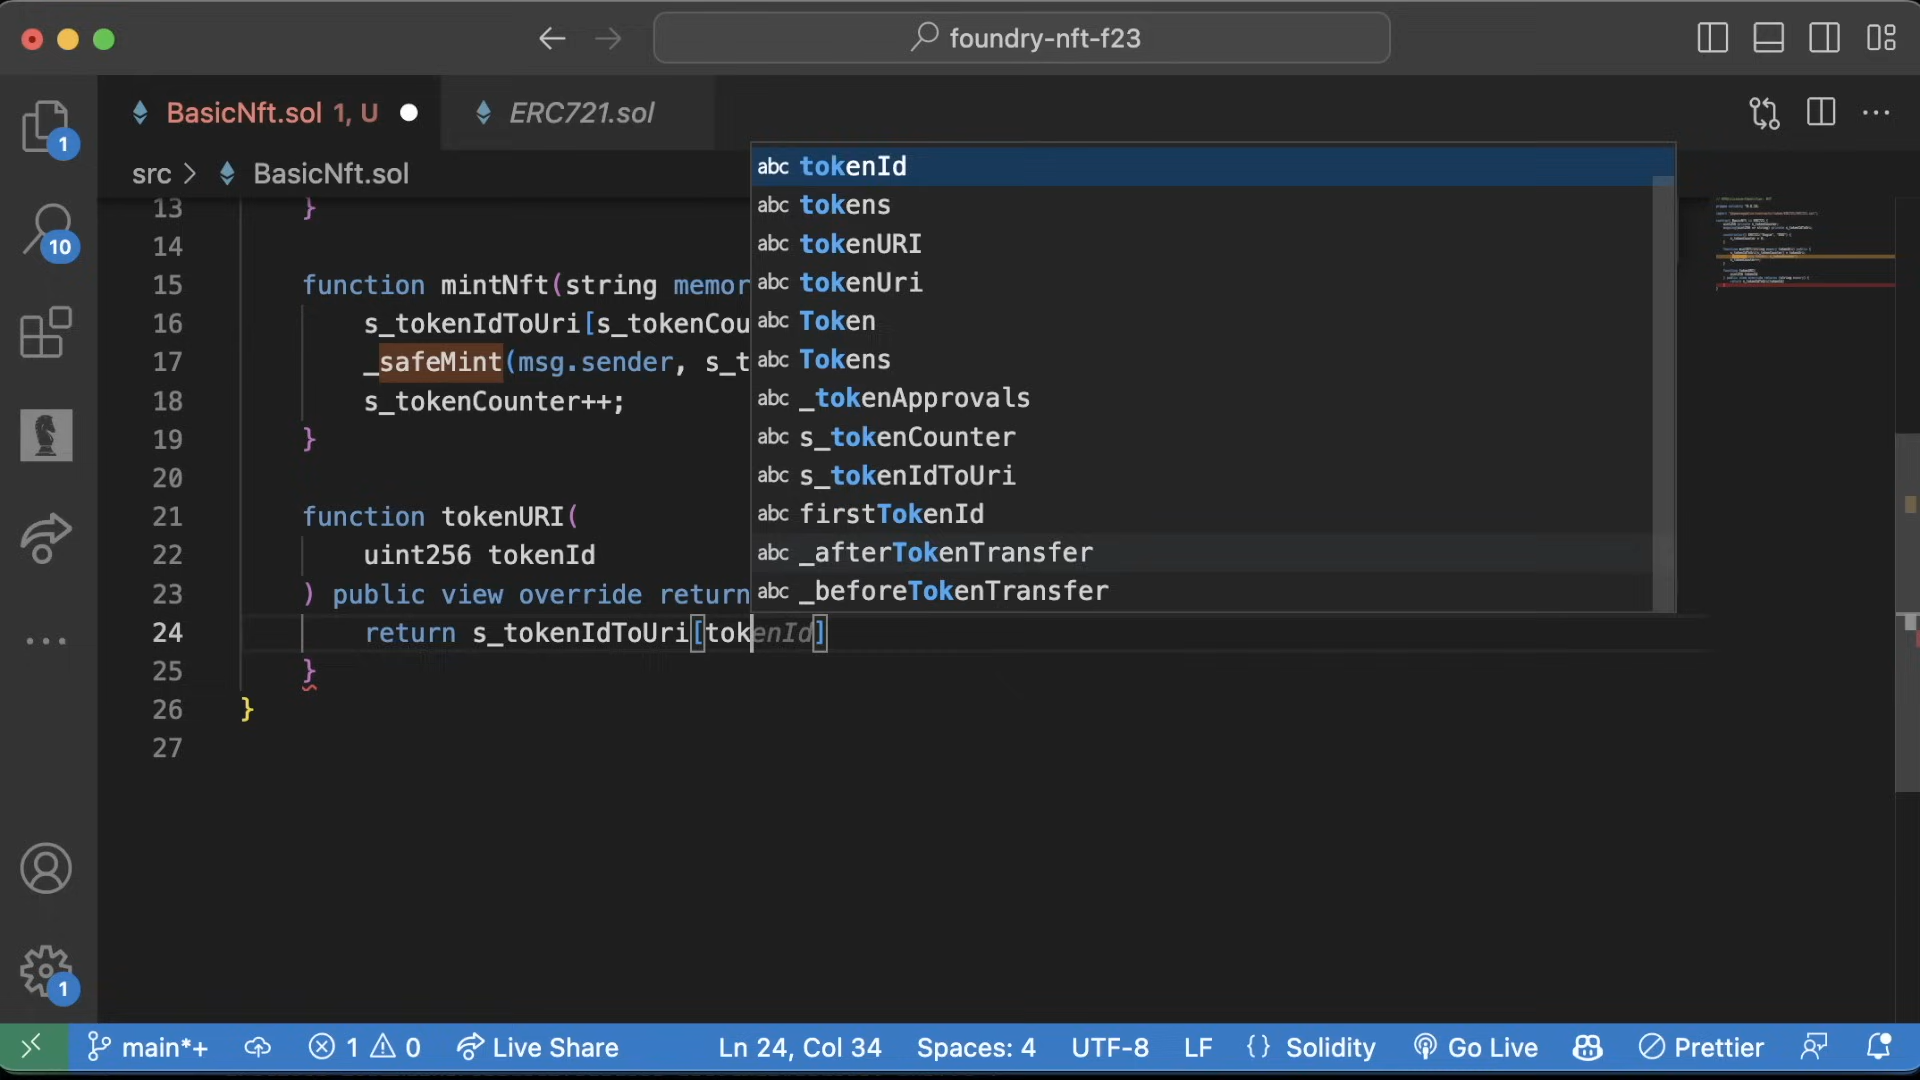 foundry-nft-f23
BasicNft.sol 1, U
ERC721.sol
src > BasicNft.sol
1
10
1
13 }
14
15 function mintNft(string memor
16 s_tokenIdToUri[s_tokenCou
17 _safeMint(msg.sender, s_t
18 s_tokenCounter++;
19 }
20
21 function tokenURI(
22 uint256 tokenId
23 ) public view override return
24 return s_tokenIdToUri[tokenId]
25 }
26 }
27
abc tokenId
abc tokens
abc tokenURI
abc tokenUri
abc Token
abc Tokens
abc _tokenApprovals
abc s_tokenCounter
abc s_tokenIdToUri
abc firstTokenId
abc _afterTokenTransfer
abc _beforeTokenTransfer
main*+ 1 0 Live Share Ln 24, Col 34 Spaces: 4 UTF-8 LF {} Solidity Go Live Prettier